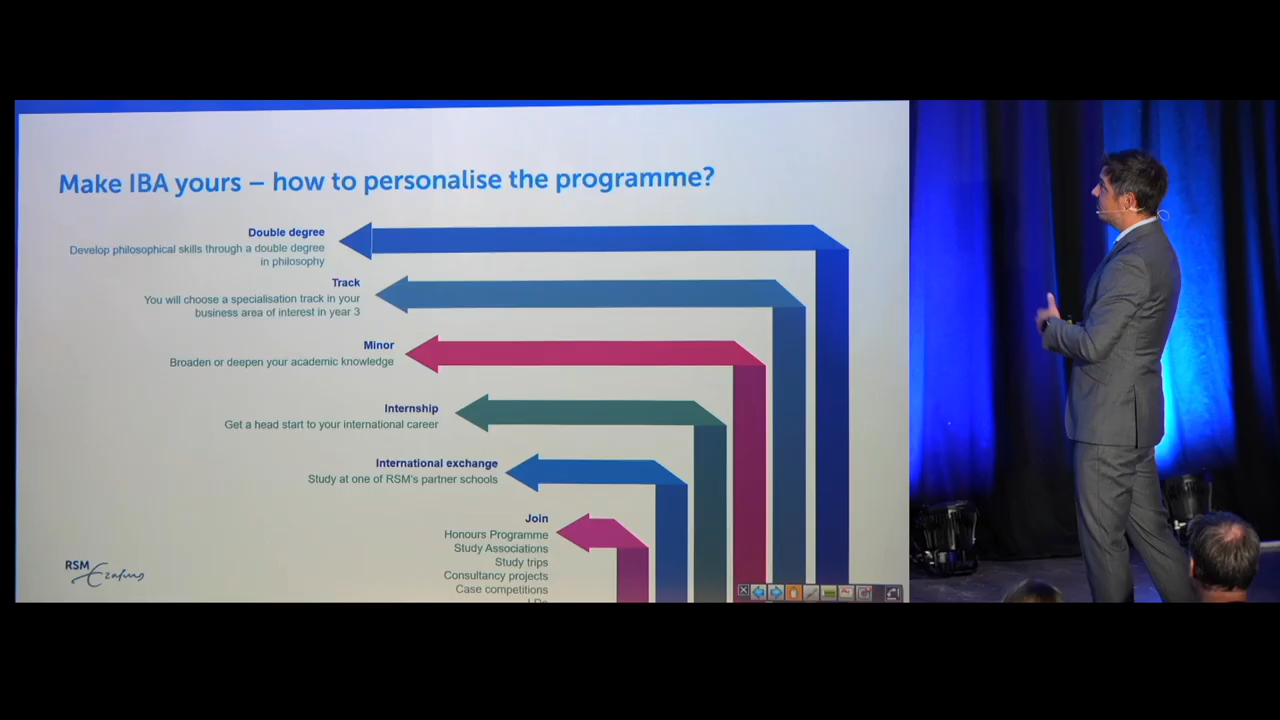 Make IBA yours – how to personalise the programme?
Double degree
Develop philosophical skills through a double degree
in philosophy
Track
You will choose a specialisation track in your
business area of interest in year 3
Minor
Broaden or deepen your academic knowledge
Internship
Get a head start to your international career
International exchange
Study at one of RSM's partner schools
Join
Honours Programme
Study Associations
Study trips
Consultancy projects
Case competitions
RSM
Erasmus